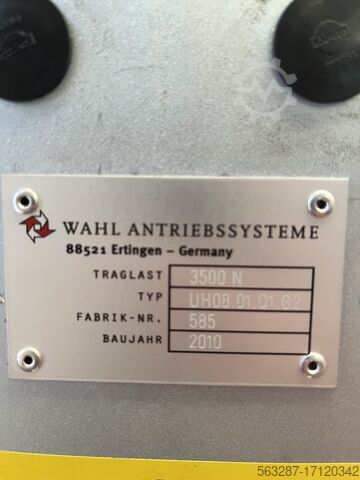 WAHL ANTRIEBSSYSTEME
88521 Ertingen – Germany
TRAGLAST 3500 N
TYP UH08.01.01.G2
FABRIK-NR. 585
BAUJAHR 2010
563287-17120342